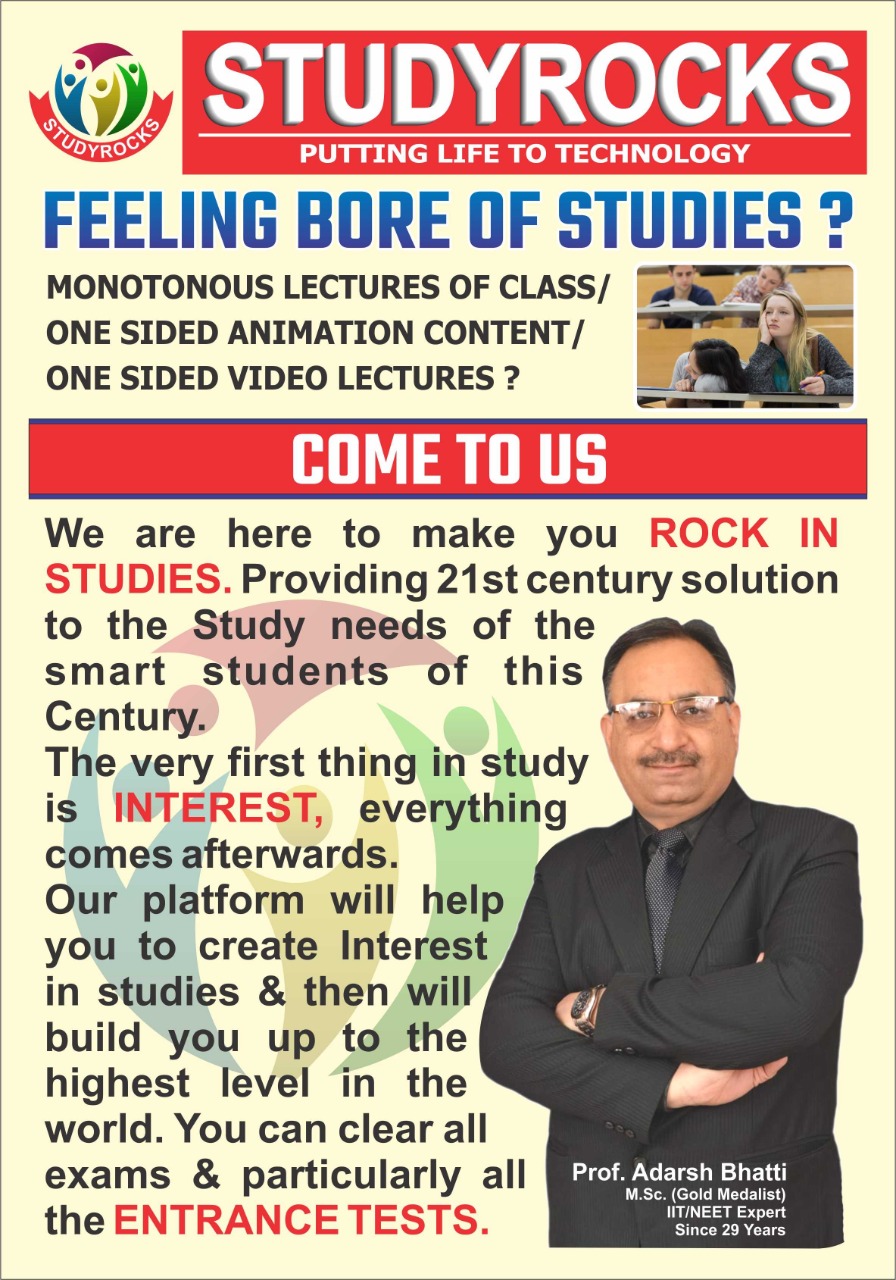 STUDYROCKS
STUDYROCKS
PUTTING LIFE TO TECHNOLOGY
FEELING BORE OF STUDIES ?
MONOTONOUS LECTURES OF CLASS/
ONE SIDED ANIMATION CONTENT/
ONE SIDED VIDEO LECTURES ?
COME TO US
We are here to make you ROCK IN
STUDIES. Providing 21st century solution
to the Study needs of the
smart students of this
Century.
The very first thing in study
is INTEREST, everything
comes afterwards.
Our platform will help
you to create Interest
in studies & then will
build you up to the
highest level in the
world. You can clear all
exams & particularly all
the ENTRANCE TESTS.
Prof. Adarsh Bhatti
M.Sc. (Gold Medalist)
IIT/NEET Expert
Since 29 Years